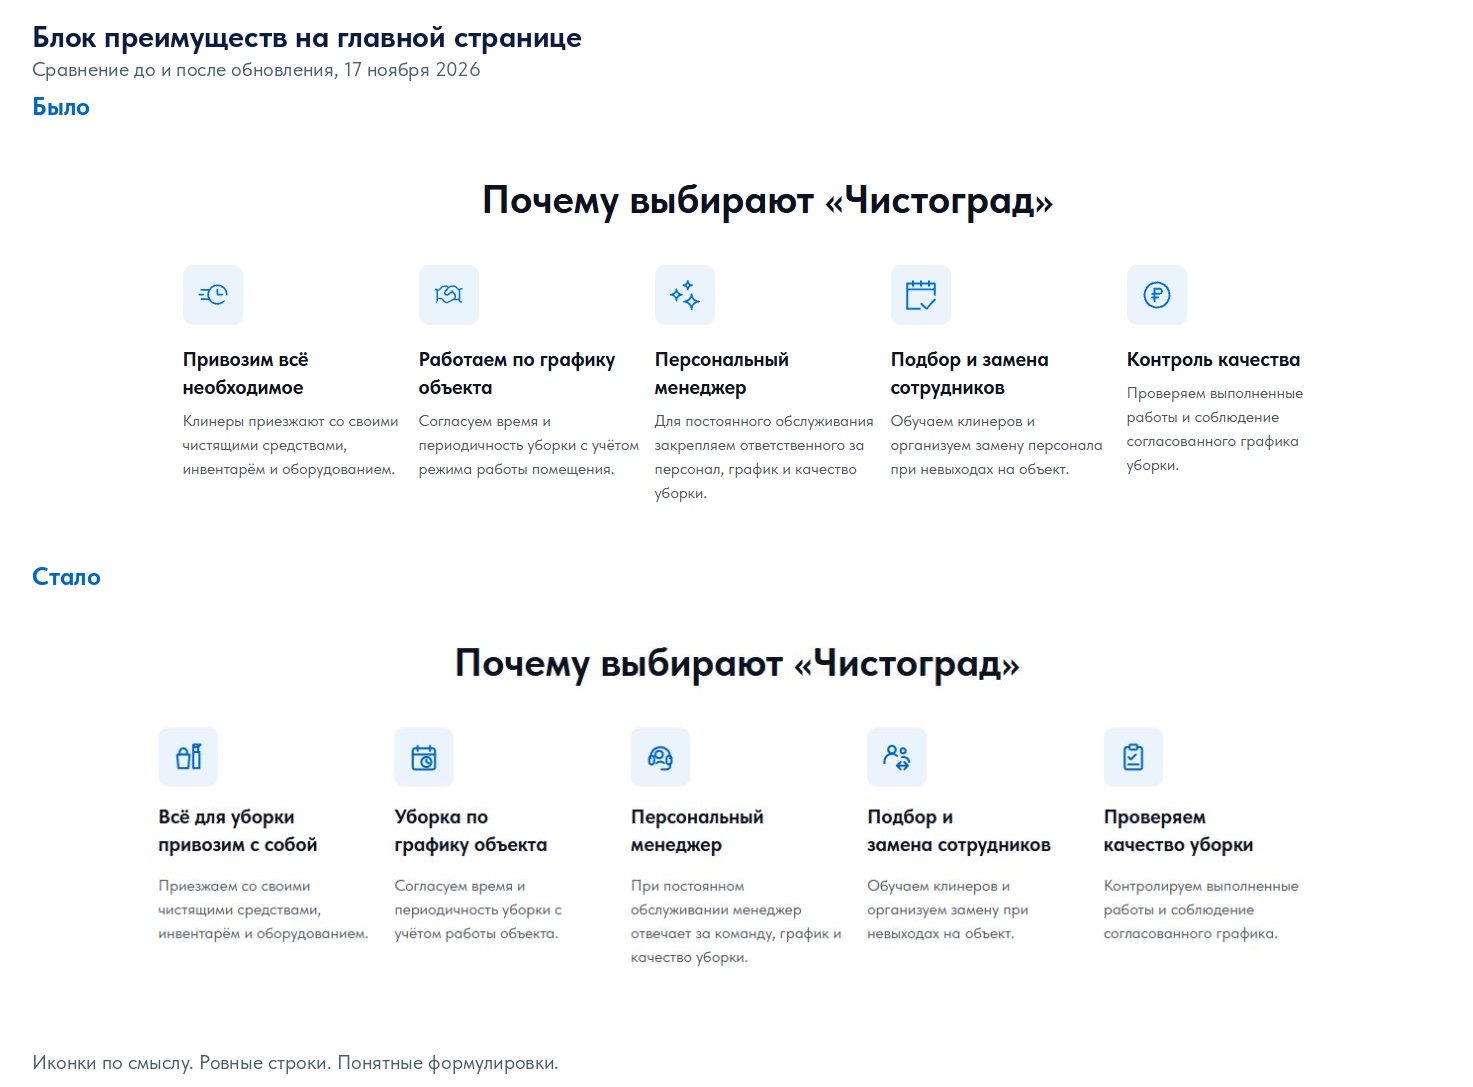 Блок преимуществ на главной странице
Сравнение до и после обновления, 17 ноября 2026
Было
Почему выбирают «Чистоград»
Привозим всё
необходимое
Клинеры приезжают со своими
чистящими средствами,
инвентарём и оборудованием.
Работаем по графику
объекта
Согласуем время и
периодичность уборки с учётом
режима работы помещения.
Персональный
менеджер
Для постоянного обслуживания
закрепляем ответственного за
персонал, график и качество
уборки.
Подбор и замена
сотрудников
Обучаем клинеров и
организуем замену персонала
при невыходах на объект.
Контроль качества
Проверяем выполненные
работы и соблюдение
согласованного графика
уборки.
Стало
Почему выбирают «Чистоград»
Всё для уборки
привозим с собой
Приезжаем со своими
чистящими средствами,
инвентарём и оборудованием.
Уборка по
графику объекта
Согласуем время и
периодичность уборки с
учётом работы объекта.
Персональный
менеджер
При постоянном
обслуживании менеджер
отвечает за команду, график и
качество уборки.
Подбор и
замена сотрудников
Обучаем клинеров и
организуем замену при
невыходах на объект.
Проверяем
качество уборки
Контролируем выполненные
работы и соблюдение
согласованного графика.
Иконки по смыслу. Ровные строки. Понятные формулировки.